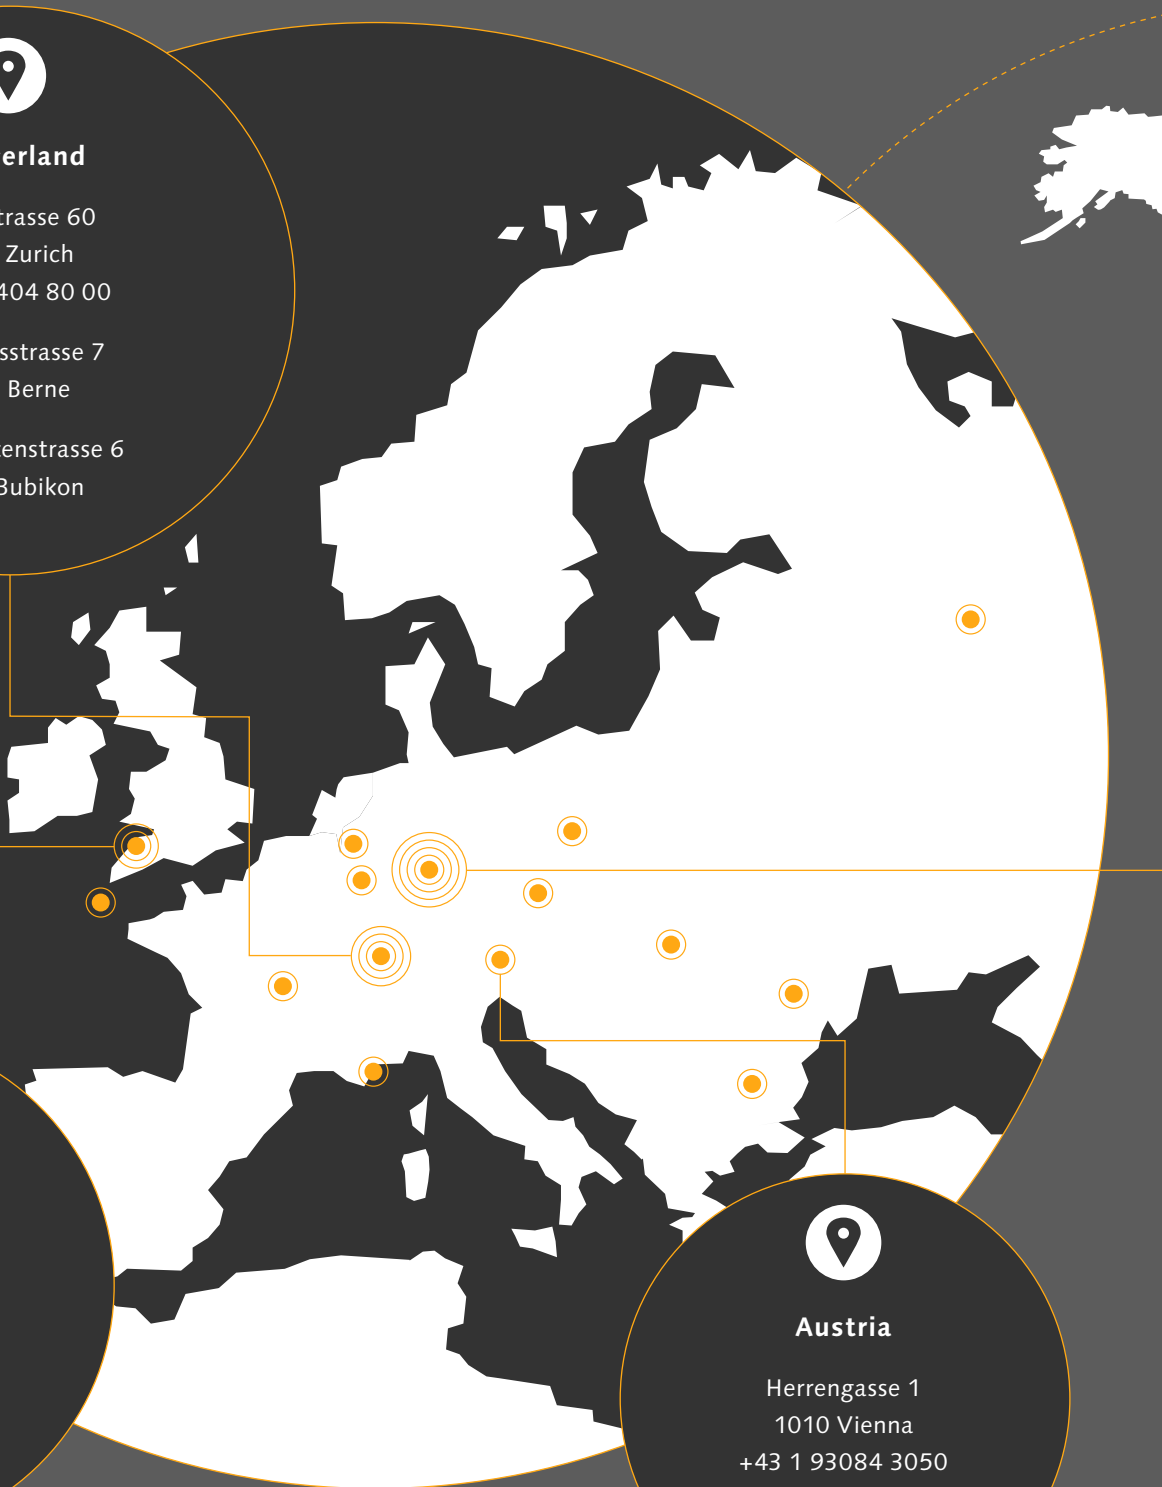 erland
trasse 60
Zurich
404 80 00
sstrasse 7
Berne
enstrasse 6
Bubikon
Austria
Herrengasse 1
1010 Vienna
+43 1 93084 3050